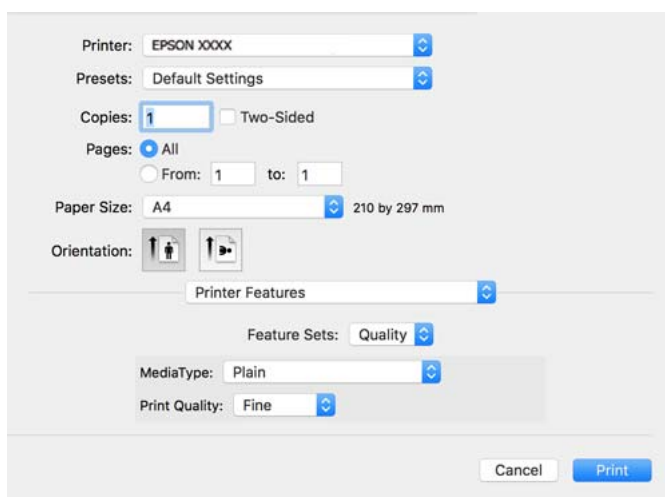 Printer: EPSON XXXX
Presets: Default Settings
Copies: 1 Two-Sided
Pages: All
From: 1 to: 1
Paper Size: A4 210 by 297 mm
Orientation:
Printer Features
Feature Sets: Quality
MediaType: Plain
Print Quality: Fine
Cancel Print